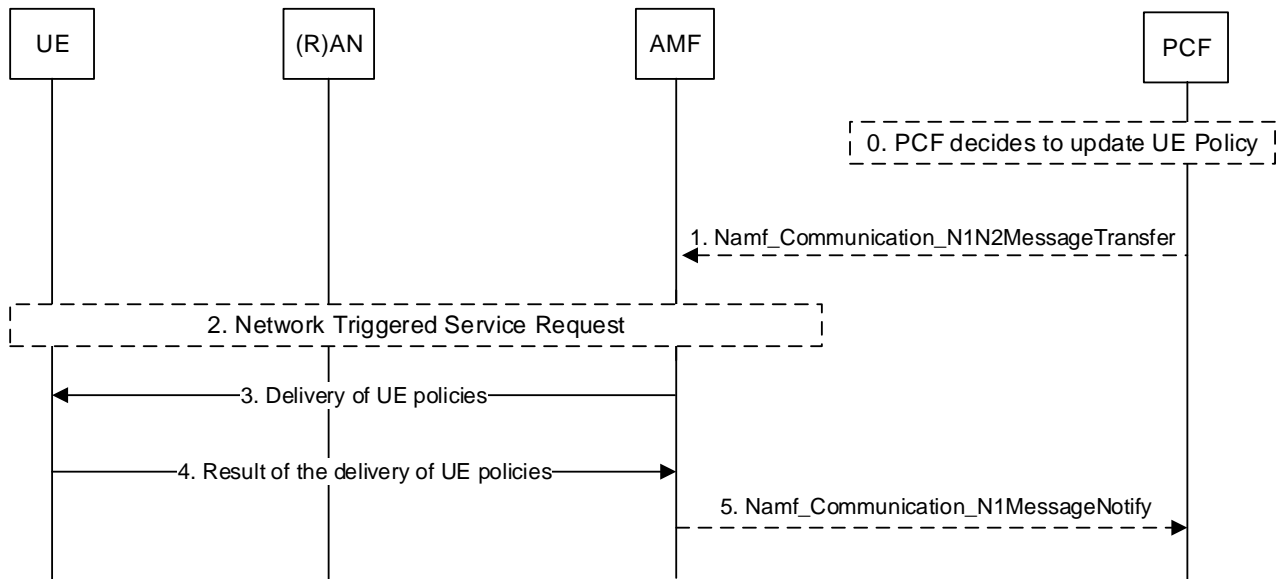 UE
(R)AN
AMF
PCF
0. PCF decides to update UE Policy
1. Namf_Communication_N1N2MessageTransfer
2. Network Triggered Service Request
3. Delivery of UE policies
4. Result of the delivery of UE policies
5. Namf_Communication_N1MessageNotify